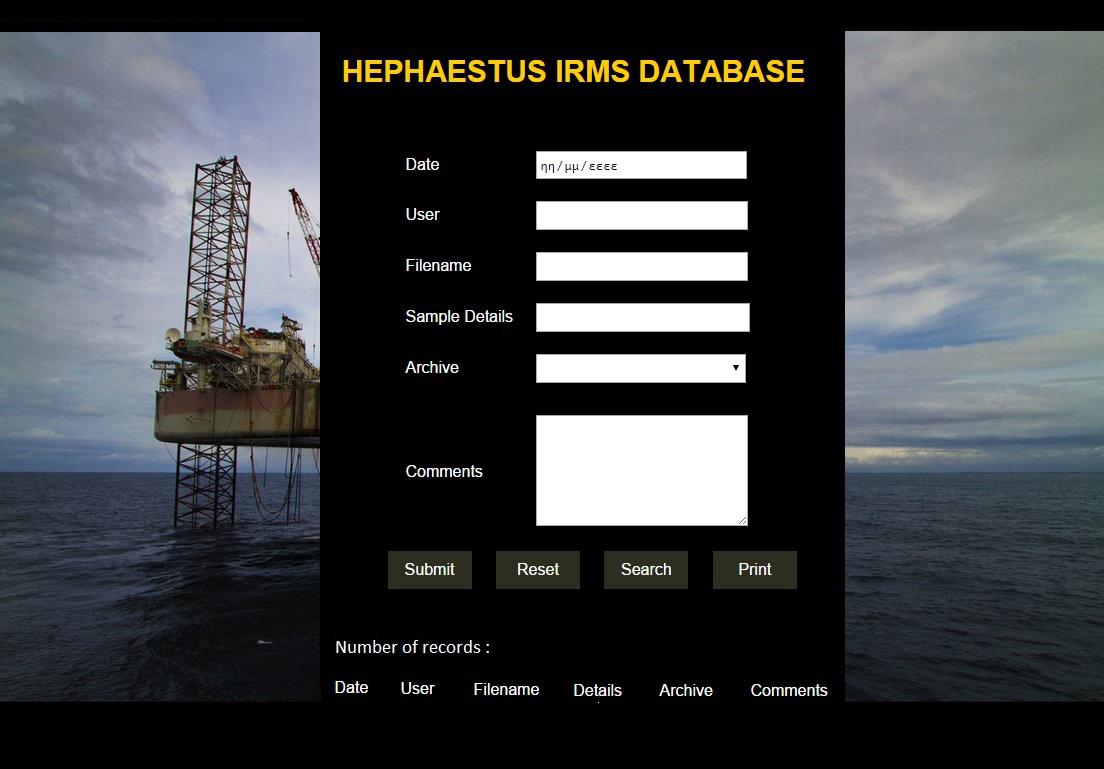 HEPHAESTUS IRMS DATABASE
Date ηη/μμ/εεεε
User
Filename
Sample Details
Archive
Comments
Submit Reset Search Print
Number of records :
Date User Filename Details Archive Comments